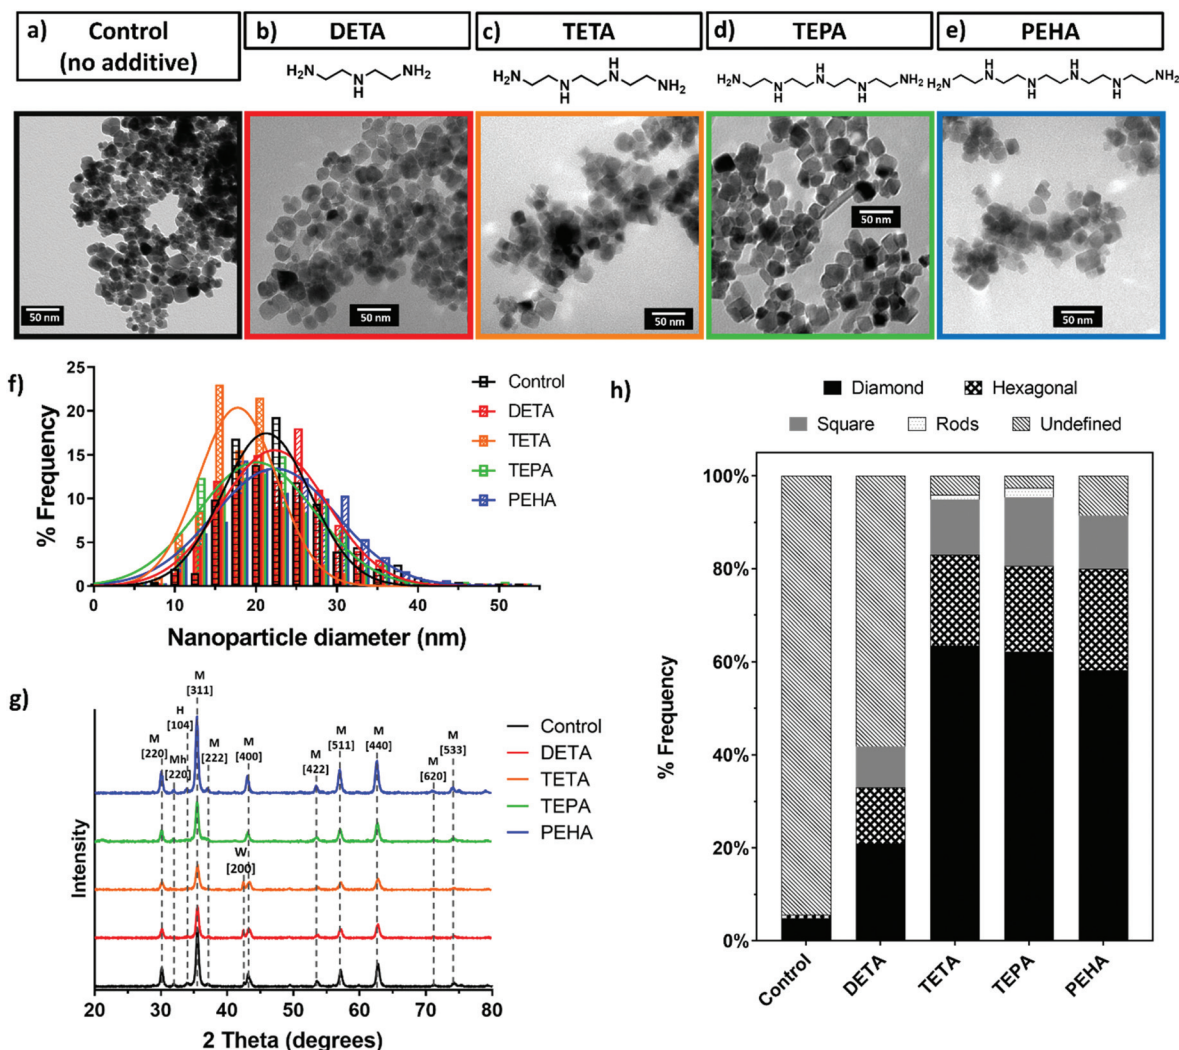 a) Control
(no additive)
b) DETA
c) TETA
d) TEPA
e) PEHA
H₂N N H NH₂
H₂N N H H N NH₂
H₂N N H H N N H NH₂
H₂N H N N H H N N H NH₂
50 nm
50 nm
50 nm
50 nm
50 nm
f)
% Frequency
25
20
15
10
5
0
0 10 20 30 40 50
Nanoparticle diameter (nm)
Control
DETA
TETA
TEPA
PEHA
g)
Intensity
M
[220]
Mh
[220]
H
[104]
M
[311]
M
[222]
M
[400]
M
[422]
M
[511]
M
[440]
M
[620]
M
[533]
W
[200]
Control
DETA
TETA
TEPA
PEHA
20 30 40 50 60 70 80
2 Theta (degrees)
h)
Diamond Hexagonal
Square Rods Undefined
% Frequency
100%
80%
60%
40%
20%
0%
Control
DETA
TETA
TEPA
PEHA